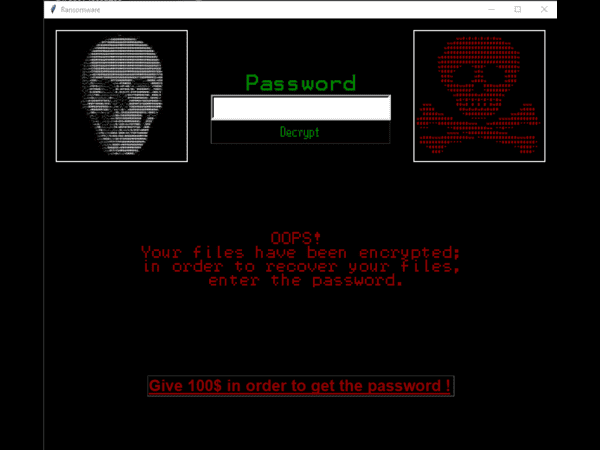 Ransomware
Password
Decrypt
OOPS!
Your files have been encrypted;
in order to recover your files,
enter the password.
Give 100$ in order to get the password !